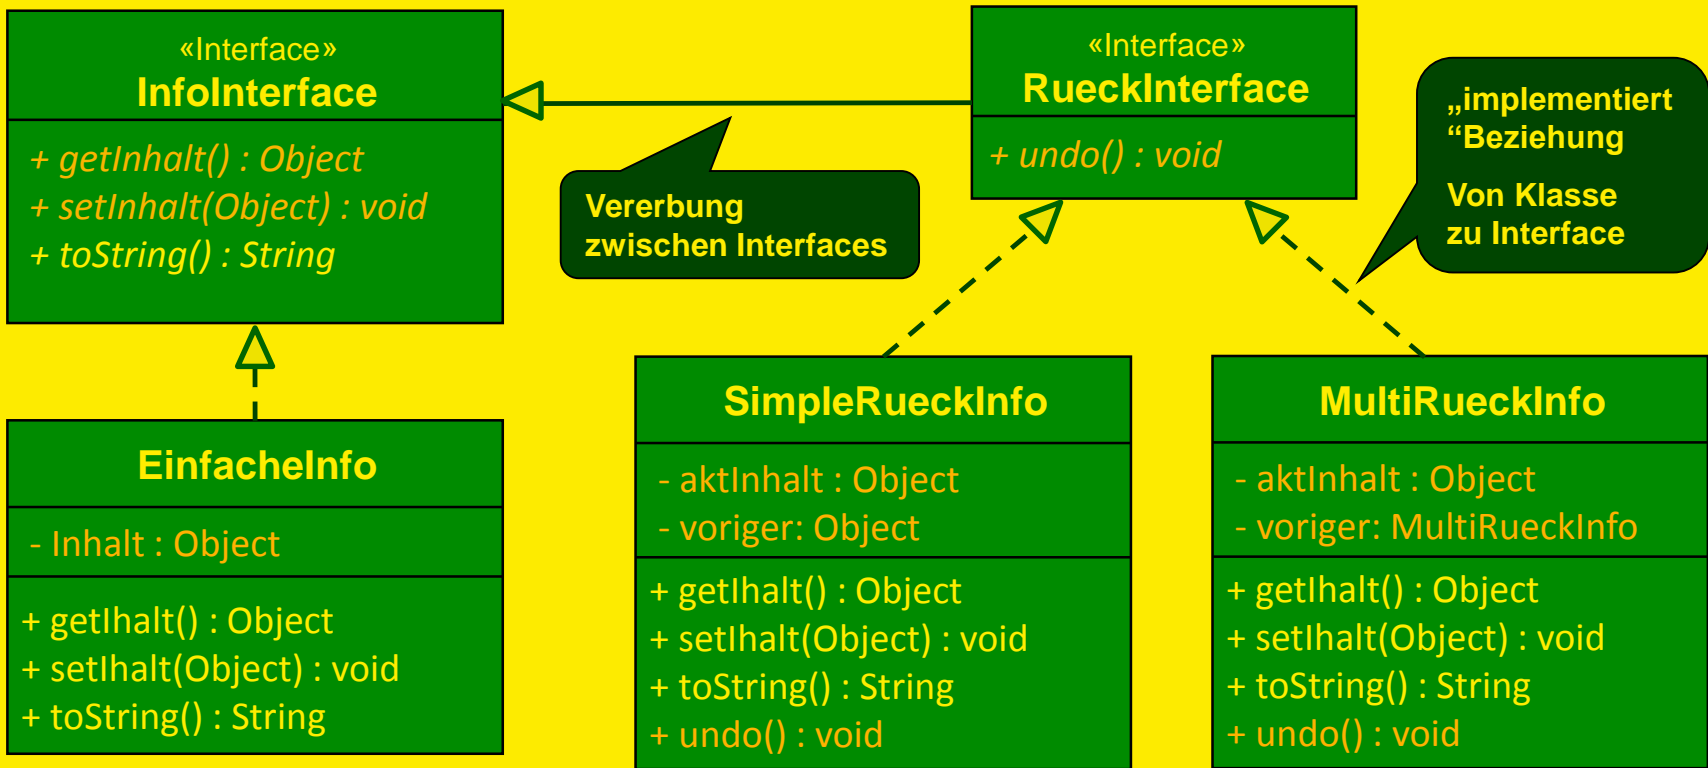 «Interface»
InfoInterface
+ getInhalt() : Object
+ setInhalt(Object) : void
+ toString() : String
«Interface»
RueckInterface
+ undo() : void
„implementiert
“Beziehung
Von Klasse
zu Interface
Vererbung
zwischen Interfaces
EinfacheInfo
- Inhalt : Object
+ getIhalt() : Object
+ setIhalt(Object) : void
+ toString() : String
SimpleRueckInfo
- aktInhalt : Object
- voriger: Object
+ getIhalt() : Object
+ setIhalt(Object) : void
+ toString() : String
+ undo() : void
MultiRueckInfo
- aktInhalt : Object
- voriger: MultiRueckInfo
+ getIhalt() : Object
+ setIhalt(Object) : void
+ toString() : String
+ undo() : void